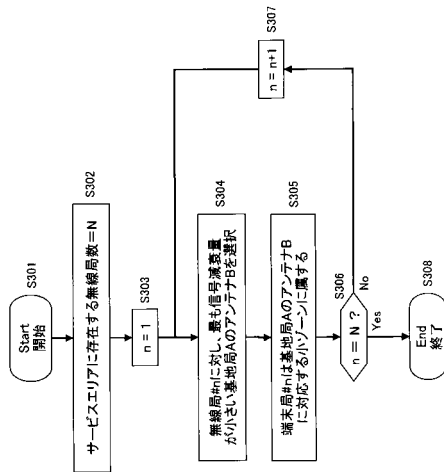 S301
Start
開始
S302
サービスエリアに存在する無線局数=N
S303
n = 1
S304
無線局#nに対し、最も信号減衰量
が小さい基地局AのアンテナBを選択
S305
端末局#nは基地局AのアンテナB
に対応する小ゾーンに属する
S306
n = N ?
No
Yes
S307
n = n+1
S308
End
終了